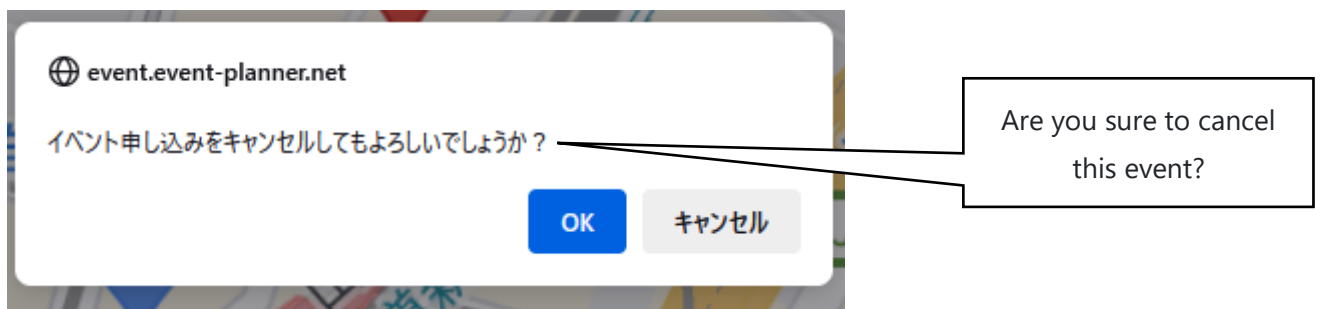 event.event-planner.net
イベント申し込みをキャンセルしてもよろしいでしょうか？
OK キャンセル
Are you sure to cancel
this event?